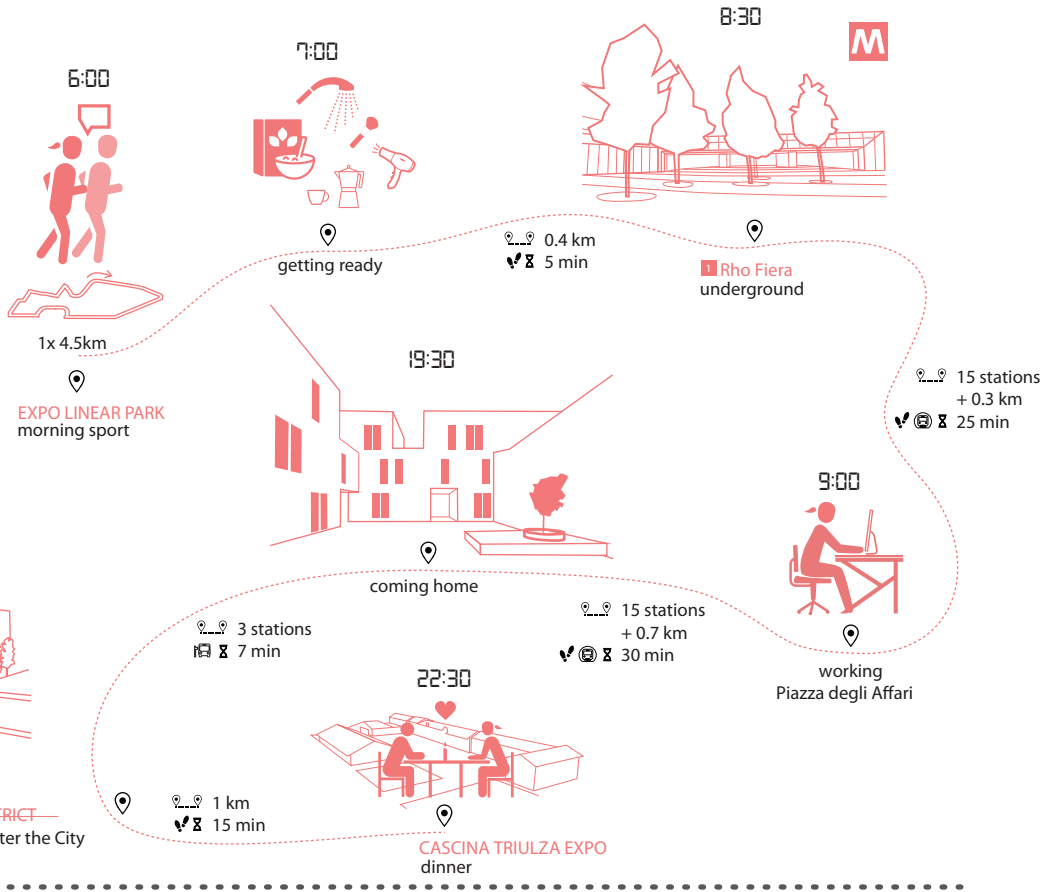 8:30
M
7:00
6:00
0.4 km
5 min
getting ready
1 Rho Fiera
underground
1x 4.5km
19:30
15 stations
+ 0.3 km
25 min
EXPO LINEAR PARK
morning sport
9:00
coming home
3 stations
7 min
15 stations
+ 0.7 km
30 min
working
Piazza degli Affari
22:30
1 km
15 min
TRICT
ter the City
CASCINA TRIULZA EXPO
dinner